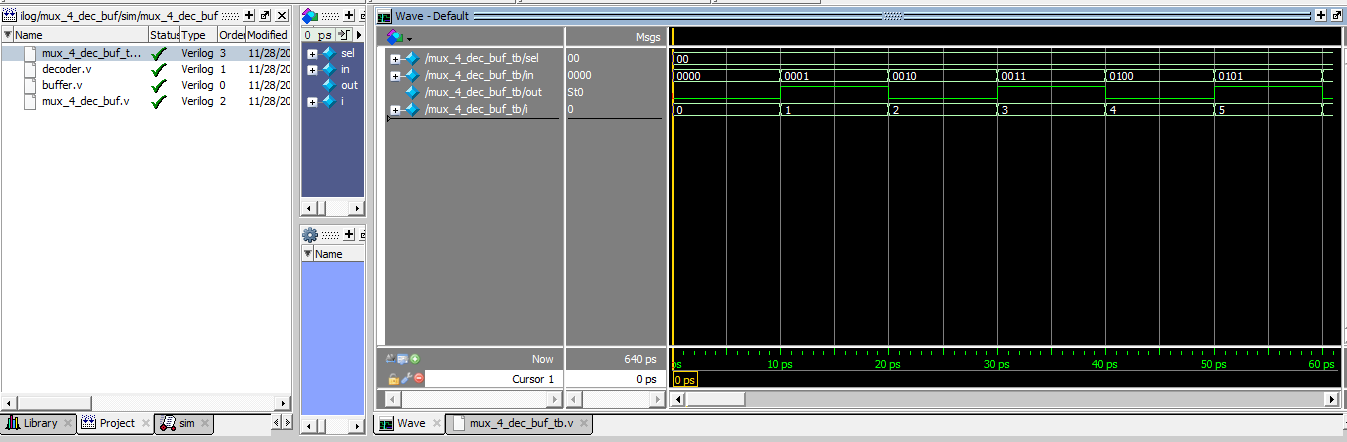 ilog/mux_4_dec_buf/sim/mux_4_dec_buf
Name Status Type Order Modified
mux_4_dec_buf_t... Verilog 3 11/28/20
decoder.v Verilog 1 11/28/20
buffer.v Verilog 0 11/28/20
mux_4_dec_buf.v Verilog 2 11/28/20
Library Project sim
0 ps
sel
in
out
i
Name
Wave - Default
Msgs
/mux_4_dec_buf_tb/sel 00 00
/mux_4_dec_buf_tb/in 0000 0000 0001 0010 0011 0100 0101
/mux_4_dec_buf_tb/out St0
/mux_4_dec_buf_tb/i 0 0 1 2 3 4 5
Now 640 ps ps 10 ps 20 ps 30 ps 40 ps 50 ps 60 ps
Cursor 1 0 ps 0 ps
Wave mux_4_dec_buf_tb.v